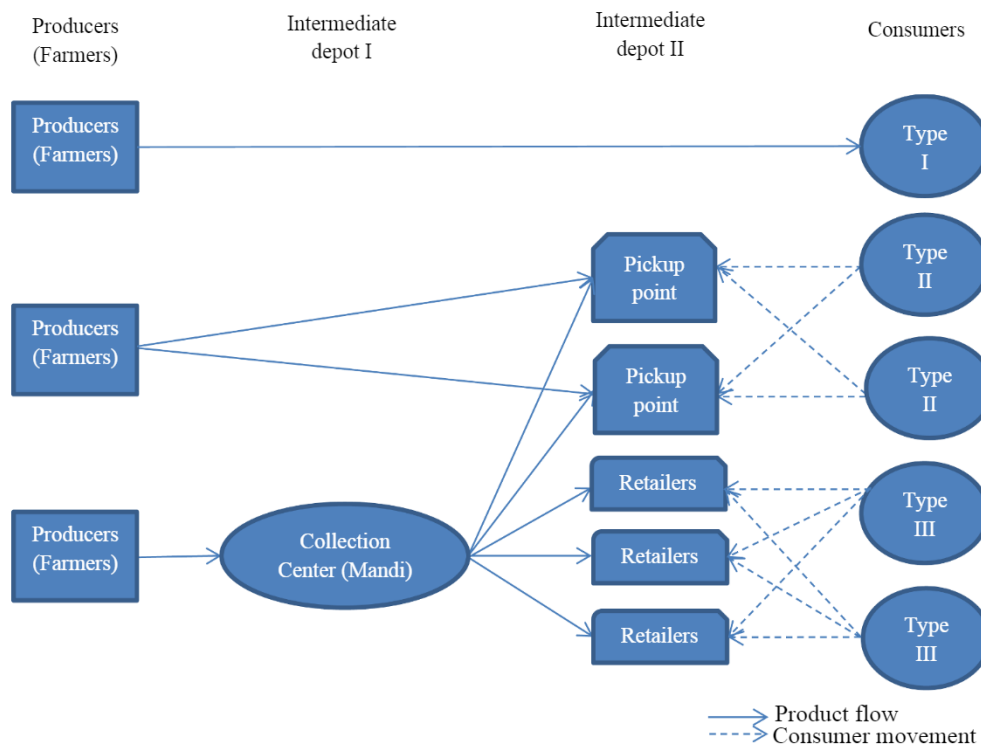 Producers
(Farmers)
Intermediate
depot I
Intermediate
depot II
Consumers
Producers
(Farmers)
Type
I
Producers
(Farmers)
Pickup
point
Type
II
Pickup
point
Type
II
Producers
(Farmers)
Collection
Center (Mandi)
Retailers
Retailers
Retailers
Type
III
Type
III
Product flow
Consumer movement